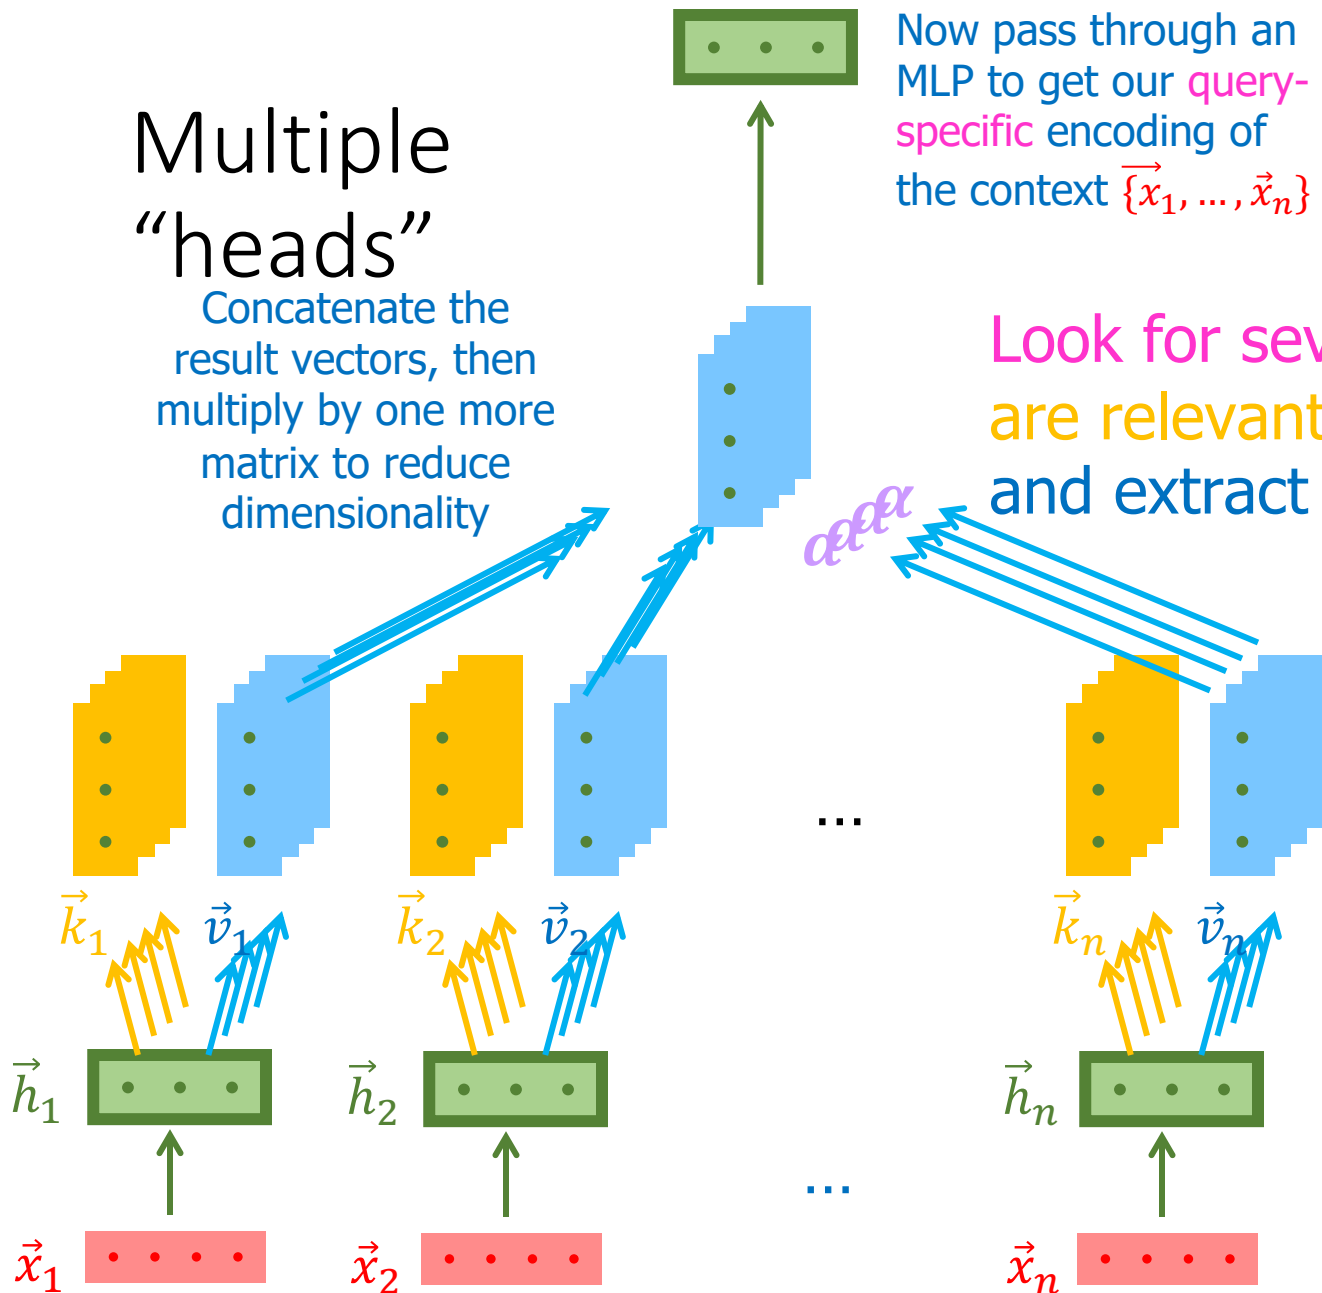 Now pass through an
MLP to get our query-
specific encoding of
the context {x⃗₁, …, x⃗ₙ}
Multiple
“heads”
Concatenate the
result vectors, then
multiply by one more
matrix to reduce
dimensionality
Look for
are relevant
and extract
α α α α
…
k⃗₁ v⃗₁ k⃗₂ v⃗₂ k⃗ₙ v⃗ₙ
h⃗₁ h⃗₂ h⃗ₙ
…
x⃗₁ x⃗₂ x⃗ₙ